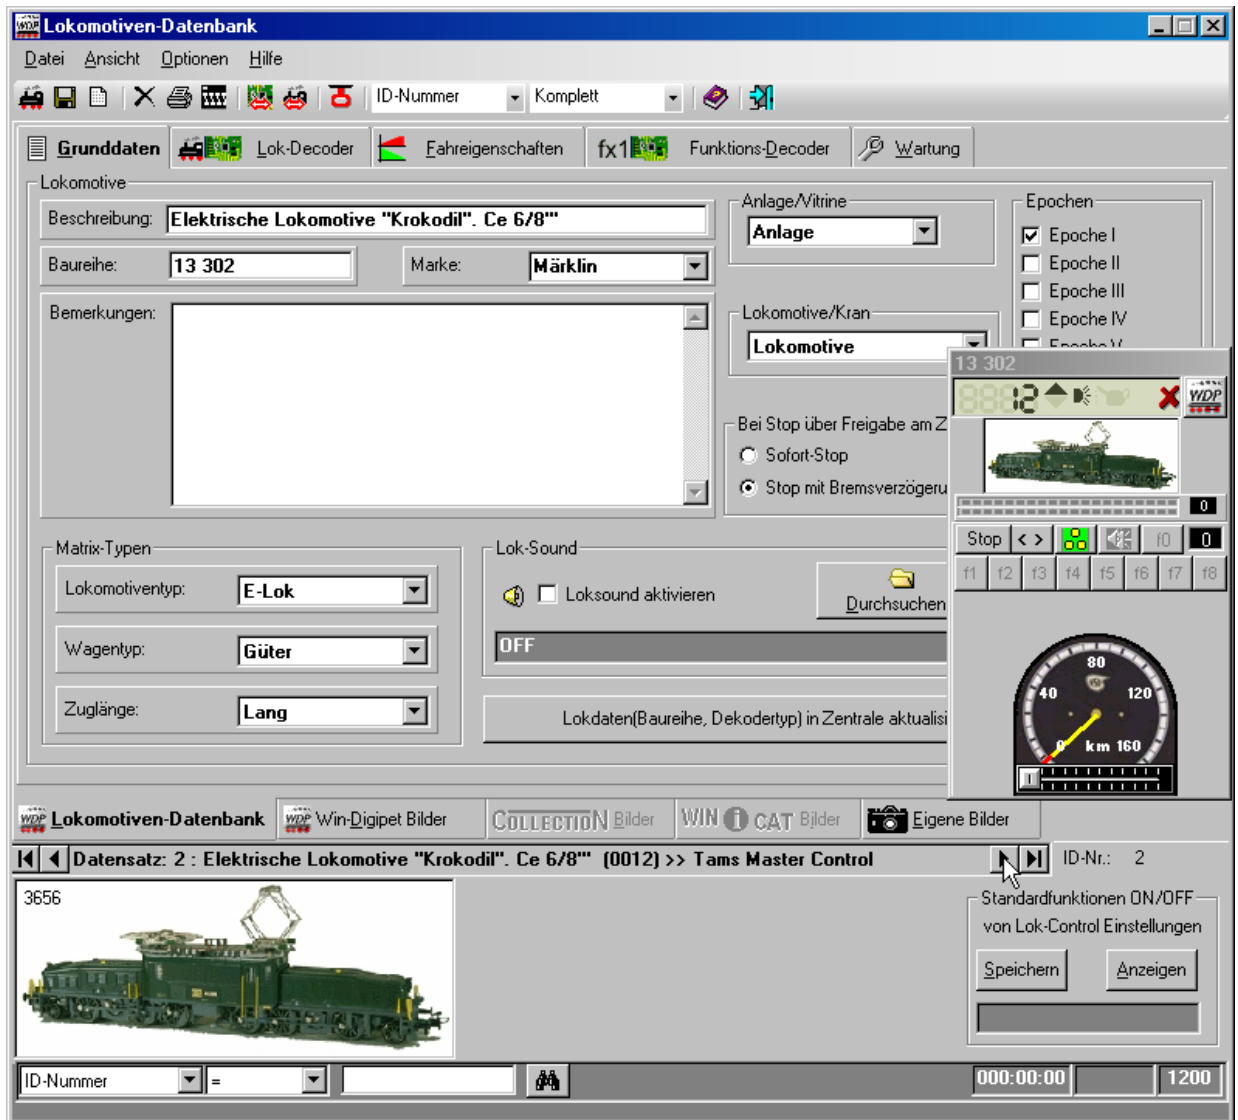 WDP Lokomotiven-Datenbank
Datei Ansicht Optionen Hilfe
ID-Nummer Komplett
Grunddaten Lok-Decoder Fahreigenschaften fx1 Funktions-Decoder Wartung
Lokomotive
Beschreibung: Elektrische Lokomotive "Krokodil". Ce 6/8'''
Baureihe: 13 302 Marke: Märklin
Bemerkungen:
Anlage/Vitrine
Anlage
Epochen
Epoche I
Epoche II
Epoche III
Epoche IV
Epoche V
Lokomotive/Kran
Lokomotive
Bei Stop über Freigabe am Z
Sofort-Stop
Stop mit Bremsverzögeru
13 302
12
WDP
0
Stop < > f0 0
f1 f2 f3 f4 f5 f6 f7 f8
80
40 120
0 km 160
Matrix-Typen
Lokomotiventyp: E-Lok
Wagentyp: Güter
Zuglänge: Lang
Lok-Sound
Loksound aktivieren
Durchsuchen
OFF
Lokdaten(Baureihe, Dekodertyp) in Zentrale aktualisi
WDP Lokomotiven-Datenbank WDP Win-Digipet Bilder COLLECTION Bilder WIN i CAT Bilder Eigene Bilder
Datensatz: 2 : Elektrische Lokomotive "Krokodil". Ce 6/8''' (0012) >> Tams Master Control ID-Nr.: 2
3656
Standardfunktionen ON/OFF
von Lok-Control Einstellungen
Speichern Anzeigen
ID-Nummer = 000:00:00 1200